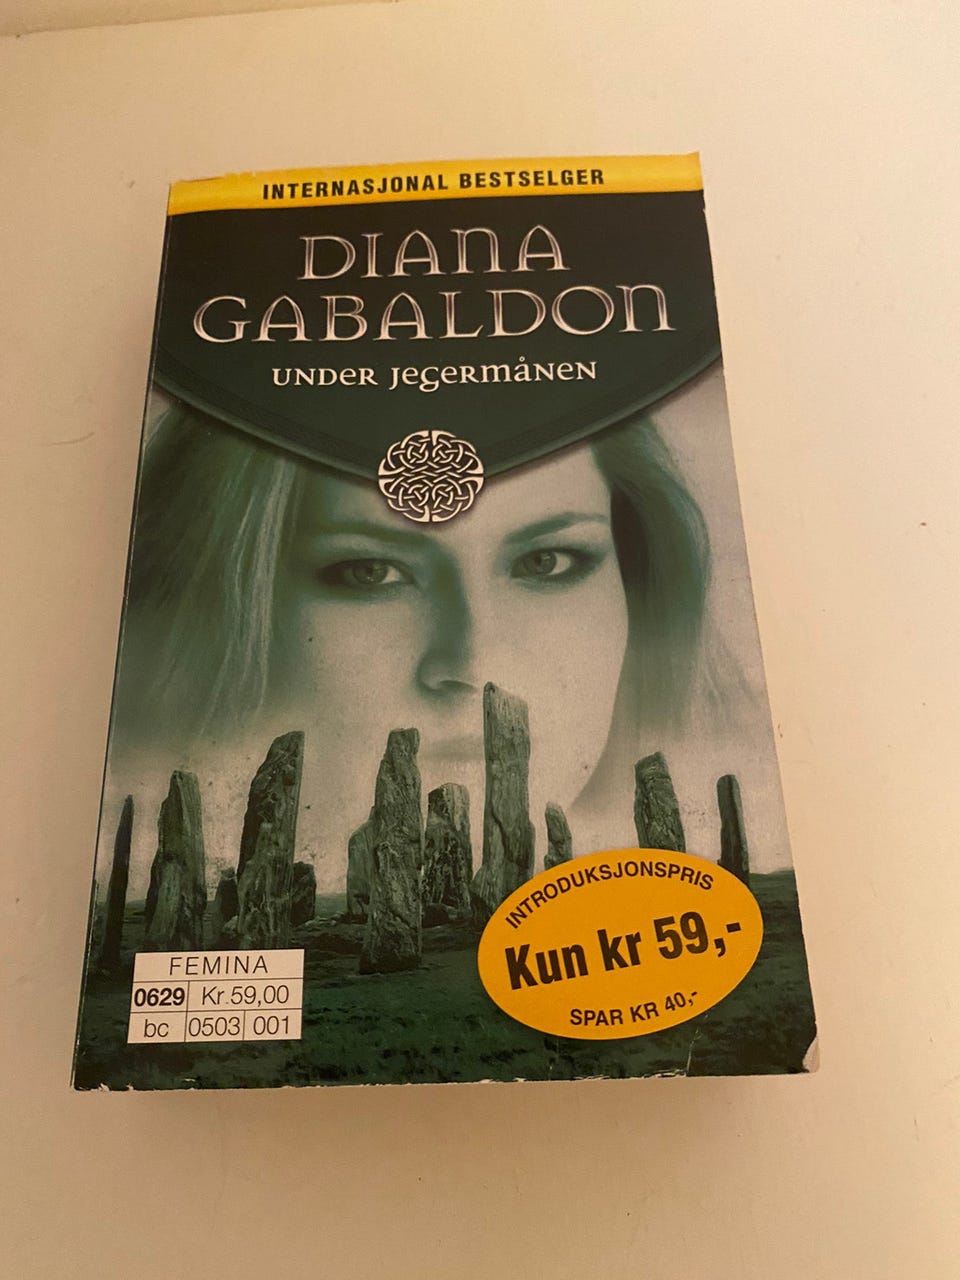 INTERNASJONAL BESTSELGER
DIANA
GABALDON
UNDER JEGERMÅNEN
INTRODUKSJONSPRIS
Kun kr 59,-
SPAR KR 40,-
FEMINA
0629 Kr.59,00
bc 0503 001